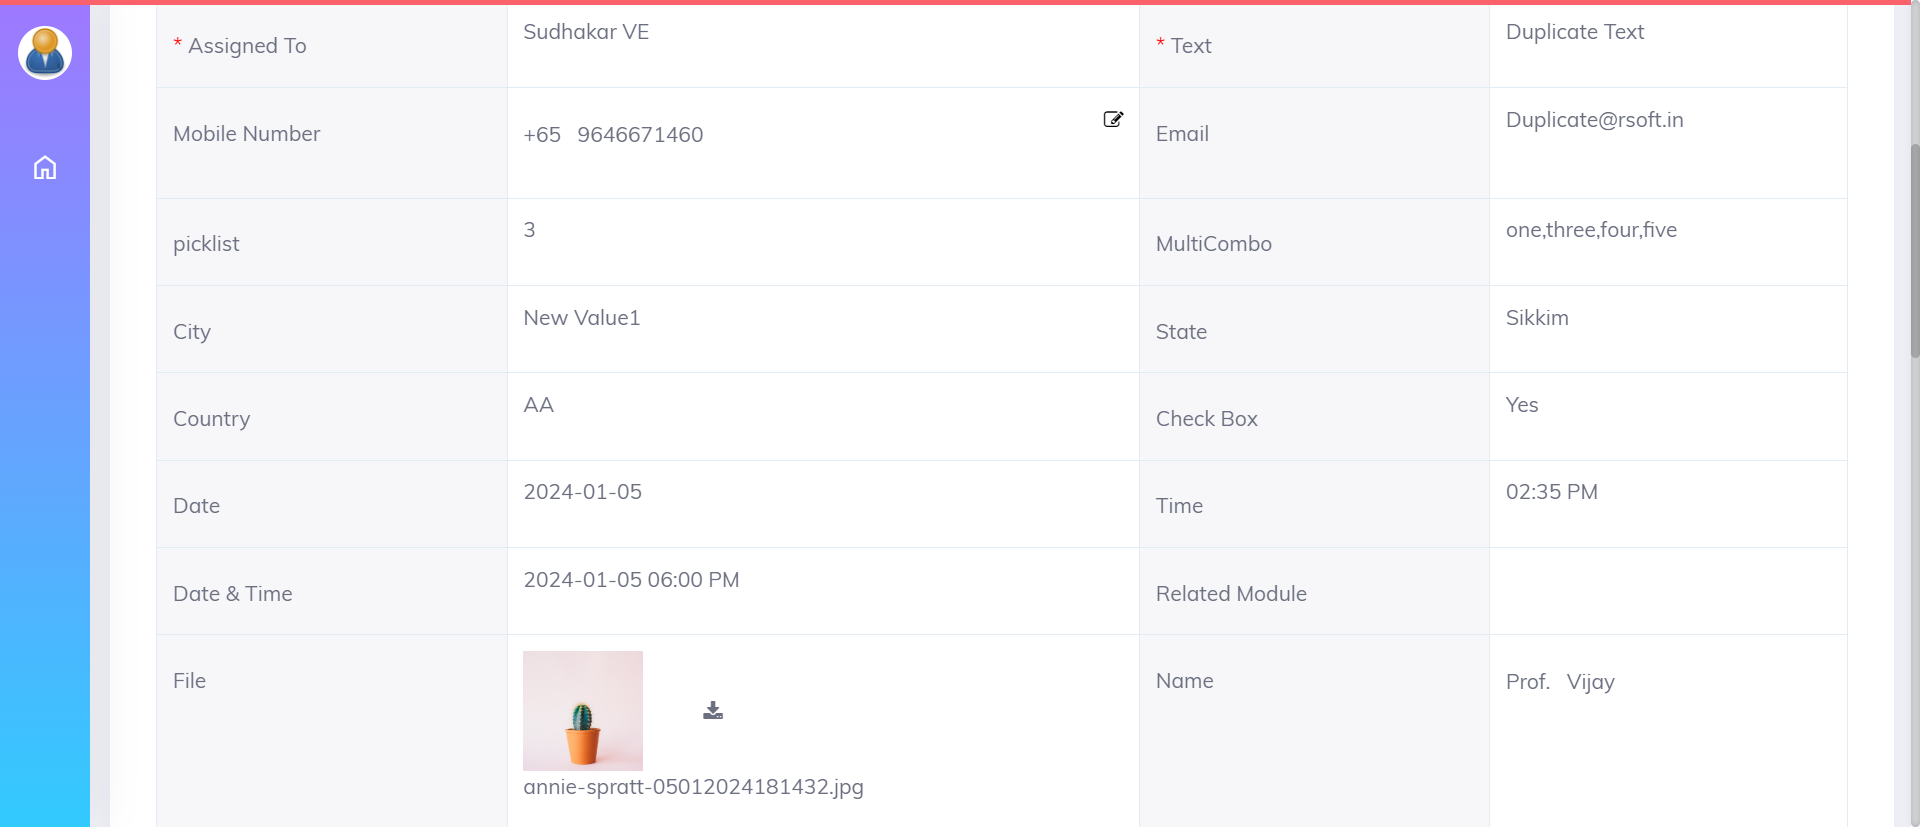 * Assigned To
Sudhakar VE
* Text
Duplicate Text
Mobile Number
+65 9646671460
Email
Duplicate@rsoft.in
picklist
3
MultiCombo
one,three,four,five
City
New Value1
State
Sikkim
Country
AA
Check Box
Yes
Date
2024-01-05
Time
02:35 PM
Date & Time
2024-01-05 06:00 PM
Related Module
File
annie-spratt-05012024181432.jpg
Name
Prof. Vijay